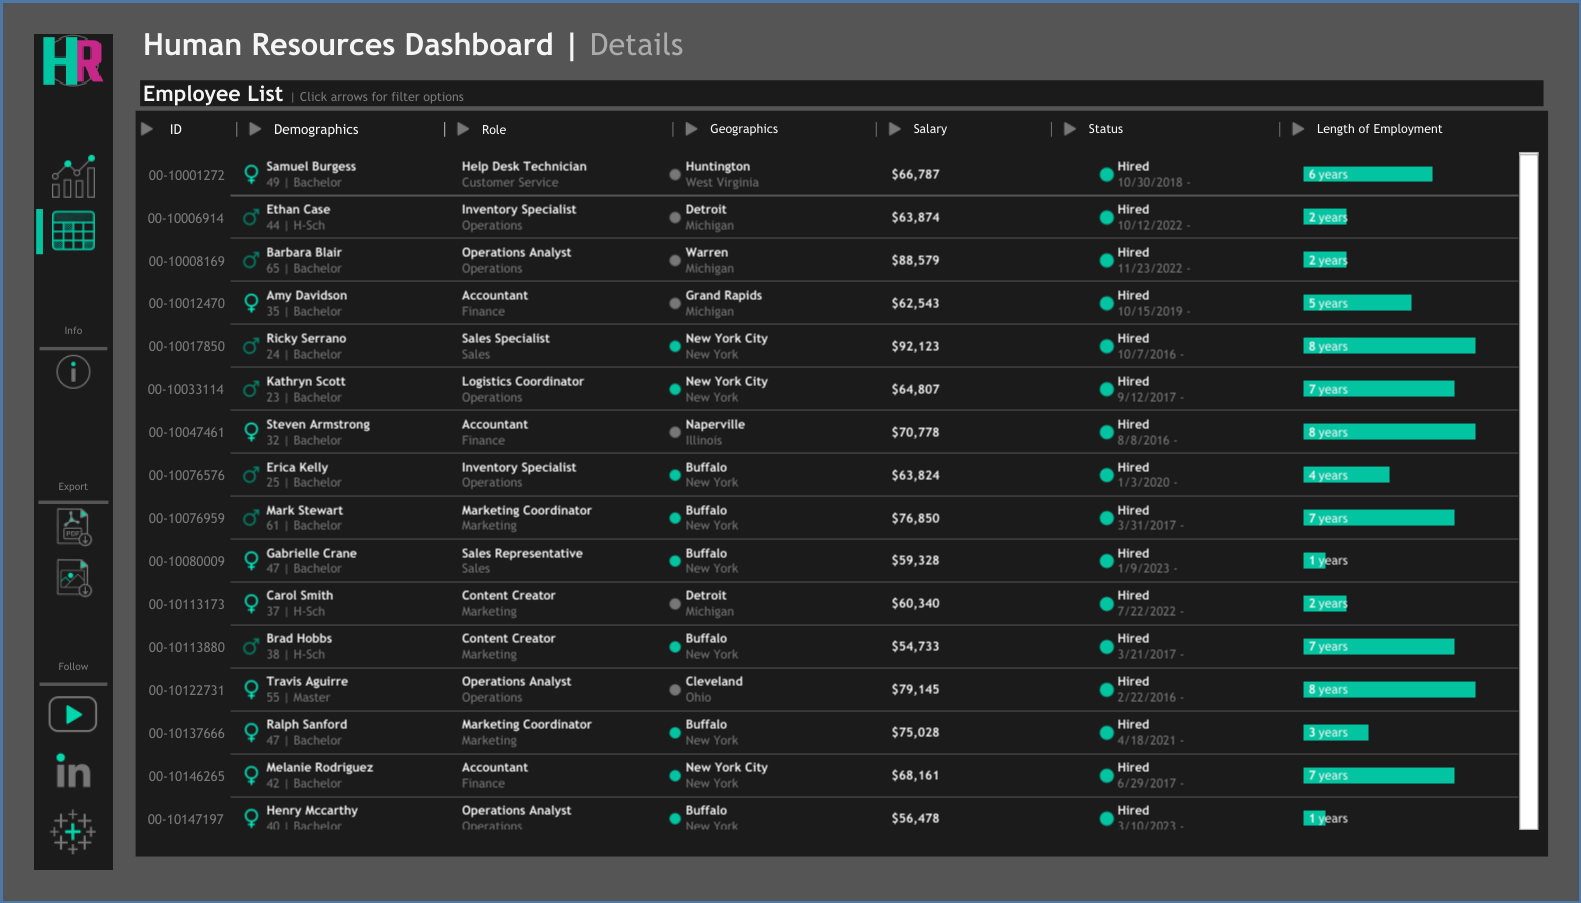 HR
Human Resources Dashboard | Details
Employee List | Click arrows for filter options
ID | Demographics | Role | Geographics | Salary | Status | Length of Employment
00-10001272 Samuel Burgess Help Desk Technician Huntington $66,787 Hired 6 years
49 | Bachelor Customer Service West Virginia 10/30/2018 -
00-10006914 Ethan Case Inventory Specialist Detroit $63,874 Hired 2 years
44 | H-Sch Operations Michigan 10/12/2022 -
00-10008169 Barbara Blair Operations Analyst Warren $88,579 Hired 2 years
65 | Bachelor Operations Michigan 11/23/2022 -
00-10012470 Amy Davidson Accountant Grand Rapids $62,543 Hired 5 years
35 | Bachelor Finance Michigan 10/15/2019 -
00-10017850 Ricky Serrano Sales Specialist New York City $92,123 Hired 8 years
24 | Bachelor Sales New York 10/7/2016 -
00-10033114 Kathryn Scott Logistics Coordinator New York City $64,807 Hired 7 years
23 | Bachelor Operations New York 9/12/2017 -
00-10047461 Steven Armstrong Accountant Naperville $70,778 Hired 8 years
32 | Bachelor Finance Illinois 8/8/2016 -
00-10076576 Erica Kelly Inventory Specialist Buffalo $63,824 Hired 4 years
25 | Bachelor Operations New York 1/3/2020 -
00-10076959 Mark Stewart Marketing Coordinator Buffalo $76,850 Hired 7 years
61 | Bachelor Marketing New York 3/31/2017 -
00-10080009 Gabrielle Crane Sales Representative Buffalo $59,328 Hired 1 years
47 | Bachelor Sales New York 1/9/2023 -
00-10113173 Carol Smith Content Creator Detroit $60,340 Hired 2 years
37 | H-Sch Marketing Michigan 7/22/2022 -
00-10113880 Brad Hobbs Content Creator Buffalo $54,733 Hired 7 years
38 | H-Sch Marketing New York 3/21/2017 -
00-10122731 Travis Aguirre Operations Analyst Cleveland $79,145 Hired 8 years
55 | Master Operations Ohio 2/22/2016 -
00-10137666 Ralph Sanford Marketing Coordinator Buffalo $75,028 Hired 3 years
47 | Bachelor Marketing New York 4/18/2021 -
00-10146265 Melanie Rodriguez Accountant New York City $68,161 Hired 7 years
42 | Bachelor Finance New York 6/29/2017 -
00-10147197 Henry Mccarthy Operations Analyst Buffalo $56,478 Hired 1 years
40 | Bachelor Operations New York 3/10/2023 -
Info
i
Export
PDF
Follow
in